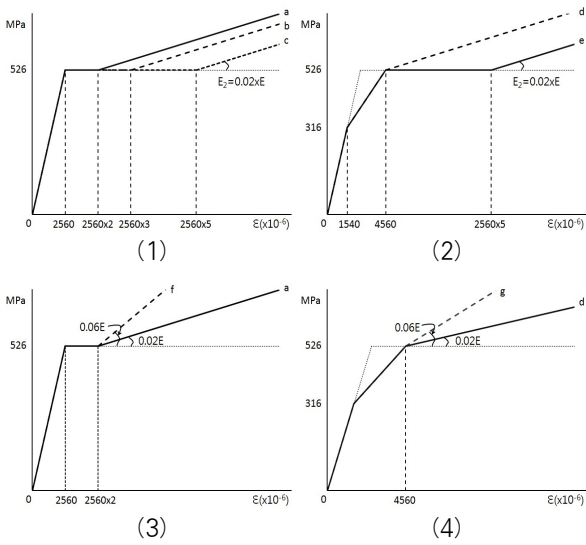 MPa
a
b
c
526
E2=0.02xE
0
2560
2560x2
2560x3
2560x5
Ɛ(x10-6)
(1)
MPa
d
e
526
E2=0.02xE
316
0
1540
4560
2560x5
Ɛ(x10-6)
(2)
MPa
f
a
0.06E
0.02E
526
0
2560
2560x2
Ɛ(x10-6)
(3)
MPa
g
d
0.06E
0.02E
526
316
0
4560
Ɛ(x10-6)
(4)